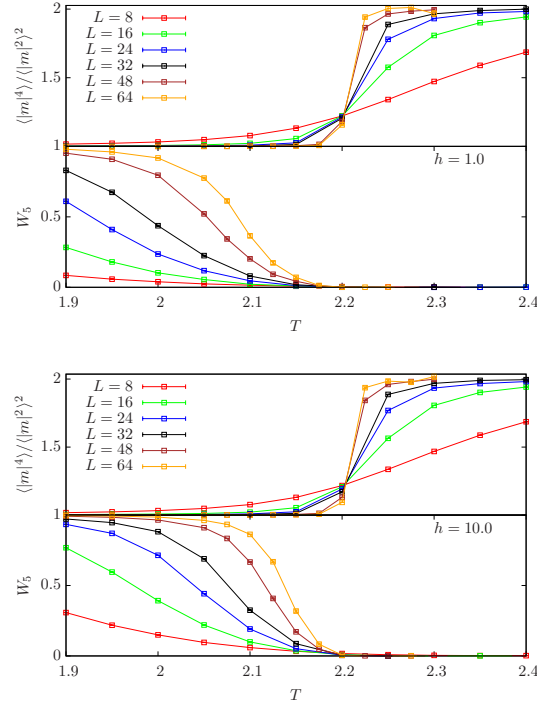 ⟨|m|⁴⟩/⟨|m|²⟩²
2
1.5
1
L = 8
L = 16
L = 24
L = 32
L = 48
L = 64
W₅
1
0.5
0
h = 1.0
1.9 2 2.1 2.2 2.3 2.4
T
⟨|m|⁴⟩/⟨|m|²⟩²
2
1.5
1
L = 8
L = 16
L = 24
L = 32
L = 48
L = 64
W₅
1
0.5
0
h = 10.0
1.9 2 2.1 2.2 2.3 2.4
T